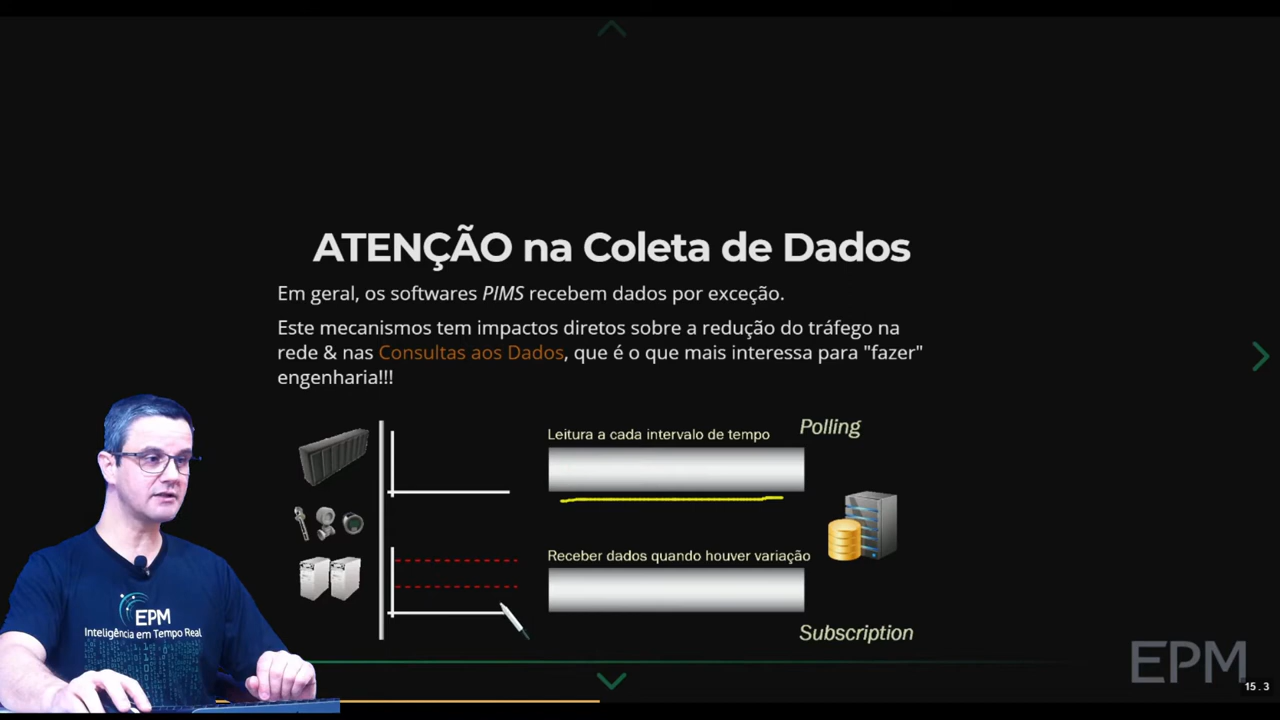 ATENÇÃO na Coleta de Dados
Em geral, os softwares PIMS recebem dados por exceção.
Este mecanismos tem impactos diretos sobre a redução do tráfego na
rede & nas Consultas aos Dados, que é o que mais interessa para "fazer"
engenharia!!!
Leitura a cada intervalo de tempo
Polling
Receber dados quando houver variação
Subscription
EPM
Inteligência em Tempo Real
EPM
15.3